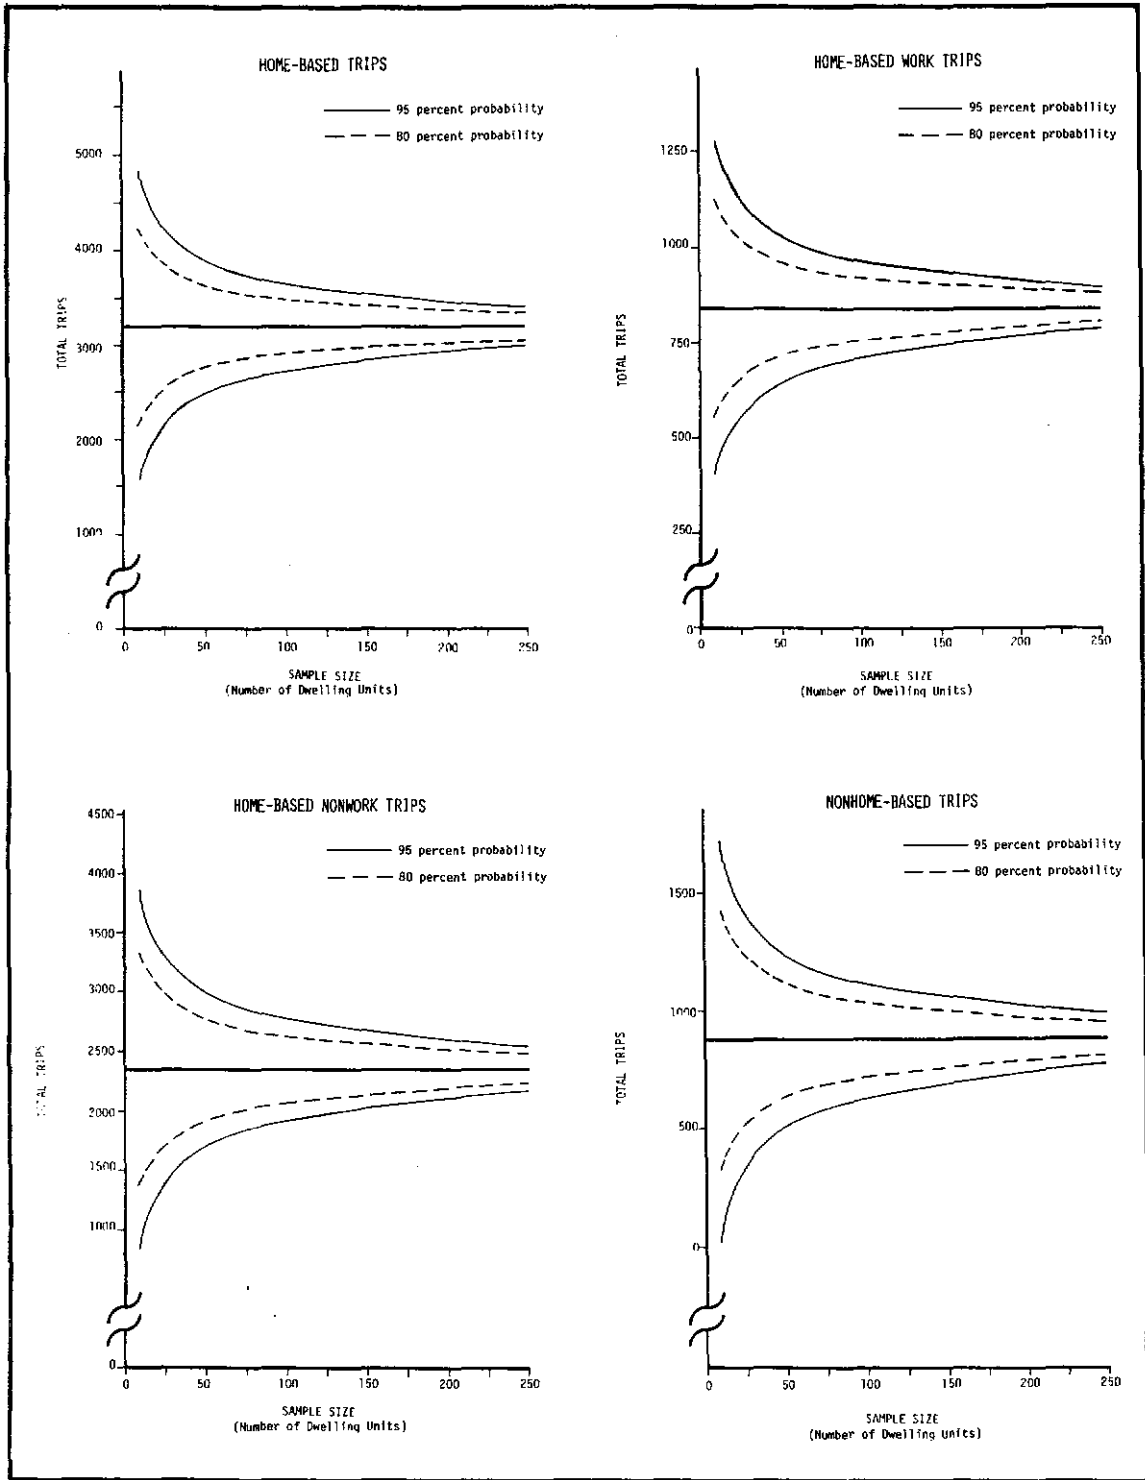 HOME-BASED TRIPS
95 percent probability
80 percent probability
5000
4000
3000
2000
1000
0
TOTAL TRIPS
0 50 100 150 200 250
SAMPLE SIZE
(Number of Dwelling Units)
HOME-BASED WORK TRIPS
95 percent probability
80 percent probability
1250
1000
750
500
250
0
TOTAL TRIPS
0 50 100 150 200 250
SAMPLE SIZE
(Number of Dwelling Units)
HOME-BASED NONWORK TRIPS
95 percent probability
80 percent probability
4500
4000
3500
3000
2500
2000
1500
1000
0
TOTAL TRIPS
0 50 100 150 200 250
SAMPLE SIZE
(Number of Dwelling Units)
NONHOME-BASED TRIPS
95 percent probability
80 percent probability
1500
1000
500
0
TOTAL TRIPS
0 50 100 150 200 250
SAMPLE SIZE
(Number of Dwelling Units)